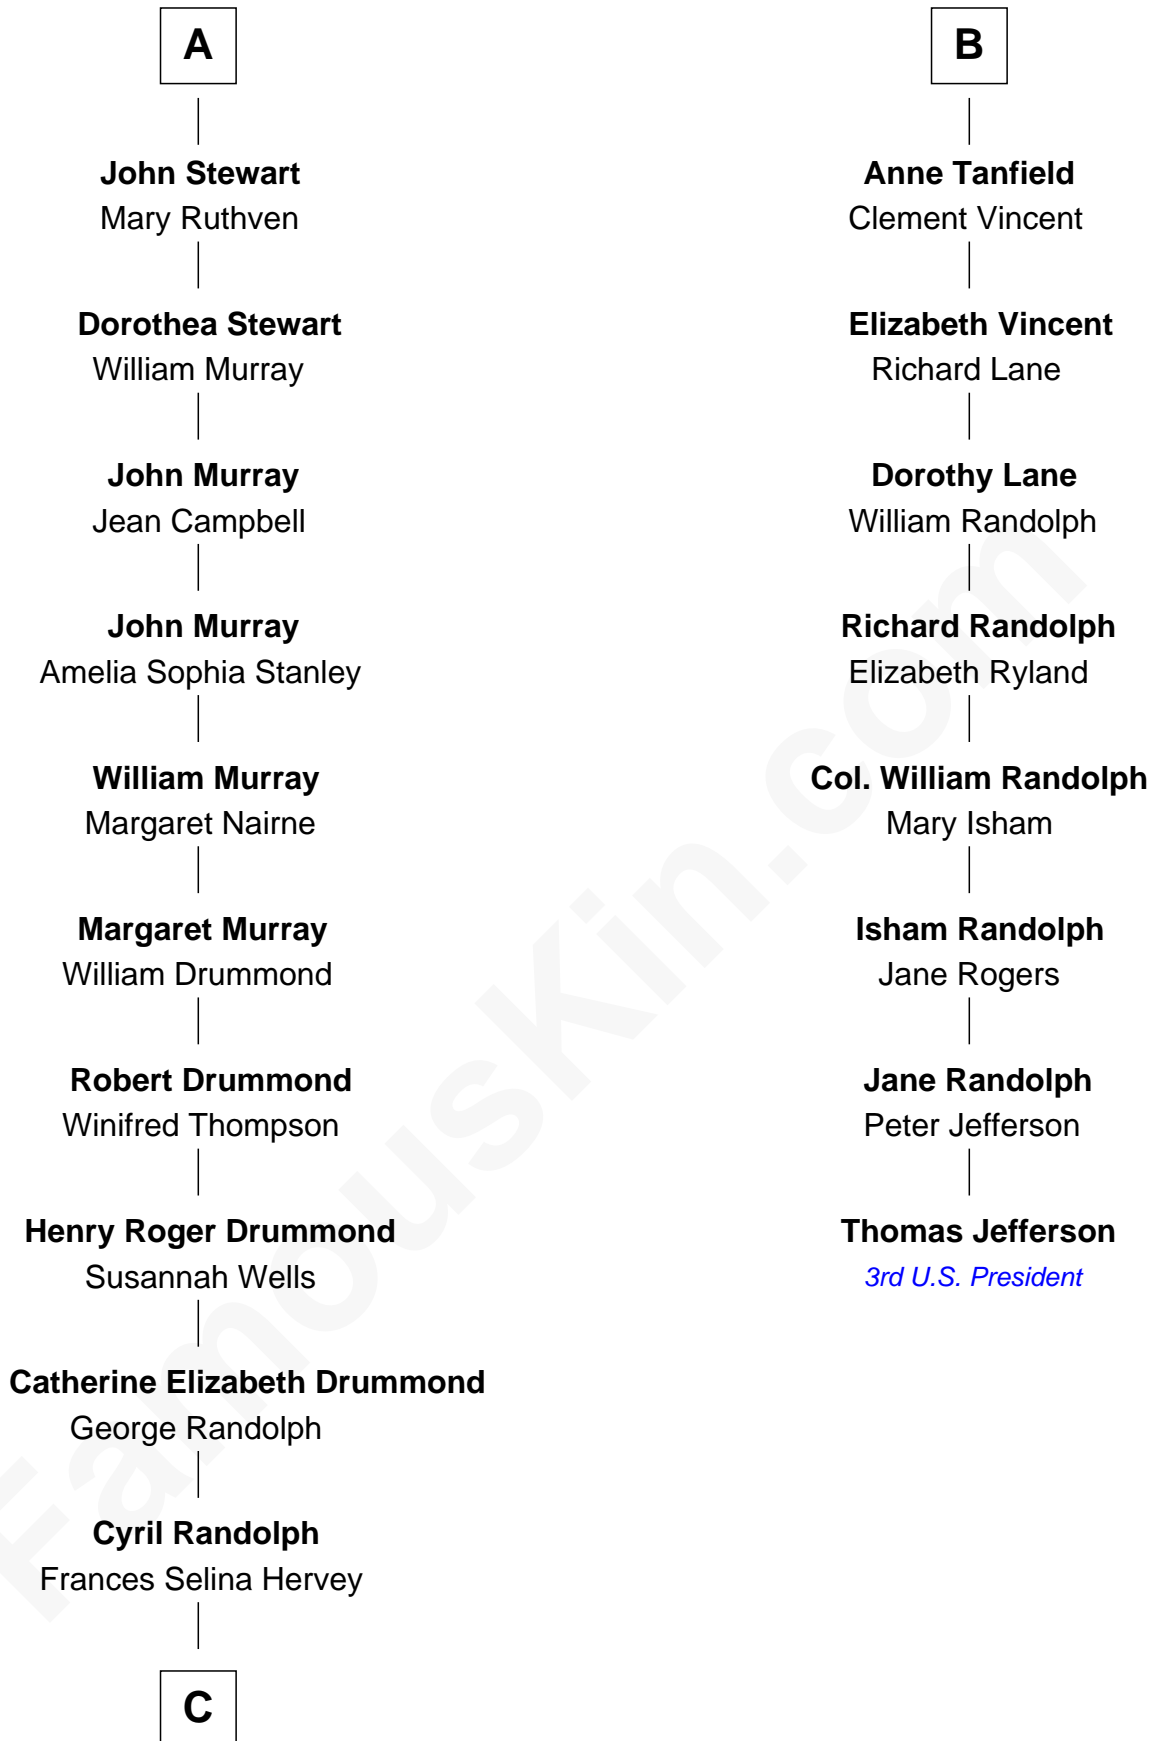 A
John Stewart
Mary Ruthven
Dorothea Stewart
William Murray
John Murray
Jean Campbell
John Murray
Amelia Sophia Stanley
William Murray
Margaret Nairne
Margaret Murray
William Drummond
Robert Drummond
Winifred Thompson
Henry Roger Drummond
Susannah Wells
Catherine Elizabeth Drummond
George Randolph
Cyril Randolph
Frances Selina Hervey
C
B
Anne Tanfield
Clement Vincent
Elizabeth Vincent
Richard Lane
Dorothy Lane
William Randolph
Richard Randolph
Elizabeth Ryland
Col. William Randolph
Mary Isham
Isham Randolph
Jane Rogers
Jane Randolph
Peter Jefferson
Thomas Jefferson
3rd U.S. President
FamousKin.com